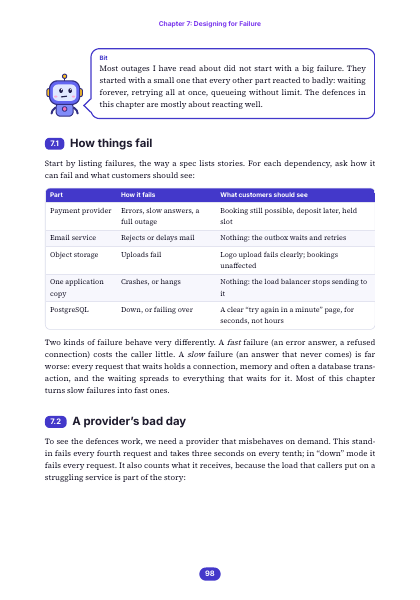 Chapter 7: Designing for Failure
Bit
Most outages I have read about did not start with a big failure. They
started with a small one that every other part reacted to badly: waiting
forever, retrying all at once, queueing without limit. The defences in
this chapter are mostly about reacting well.
7.1 How things fail
Start by listing failures, the way a spec lists stories. For each dependency, ask how it
can fail and what customers should see:
Part How it fails What customers should see
Payment provider Errors, slow answers, a Booking still possible, deposit later, held
full outage slot
Email service Rejects or delays mail Nothing: the outbox waits and retries
Object storage Uploads fail Logo upload fails clearly; bookings
unaffected
One application Crashes, or hangs Nothing: the load balancer stops sending to
copy it
PostgreSQL Down, or failing over A clear “try again in a minute” page, for
seconds, not hours
Two kinds of failure behave very differently. A fast failure (an error answer, a refused
connection) costs the caller little. A slow failure (an answer that never comes) is far
worse: every request that waits holds a connection, memory and often a database trans-
action, and the waiting spreads to everything that waits for it. Most of this chapter
turns slow failures into fast ones.
7.2 A provider’s bad day
To see the defences work, we need a provider that misbehaves on demand. This stand-
in fails every fourth request and takes three seconds on every tenth; in “down” mode it
fails every request. It also counts what it receives, because the load that callers put on a
struggling service is part of the story:
98